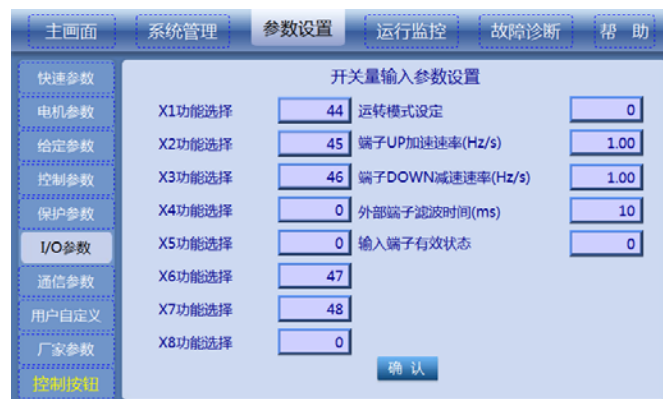 主画面 系统管理 参数设置 运行监控 故障诊断 帮 助
快速参数
电机参数
给定参数
控制参数
保护参数
I/O参数
通信参数
用户自定义
厂家参数
控制按钮
开关量输入参数设置
X1功能选择 44 运转模式设定 0
X2功能选择 45 端子UP加速速率(Hz/s) 1.00
X3功能选择 46 端子DOWN减速速率(Hz/s) 1.00
X4功能选择 0 外部端子滤波时间(ms) 10
X5功能选择 0 输入端子有效状态 0
X6功能选择 47
X7功能选择 48
X8功能选择 0
确 认